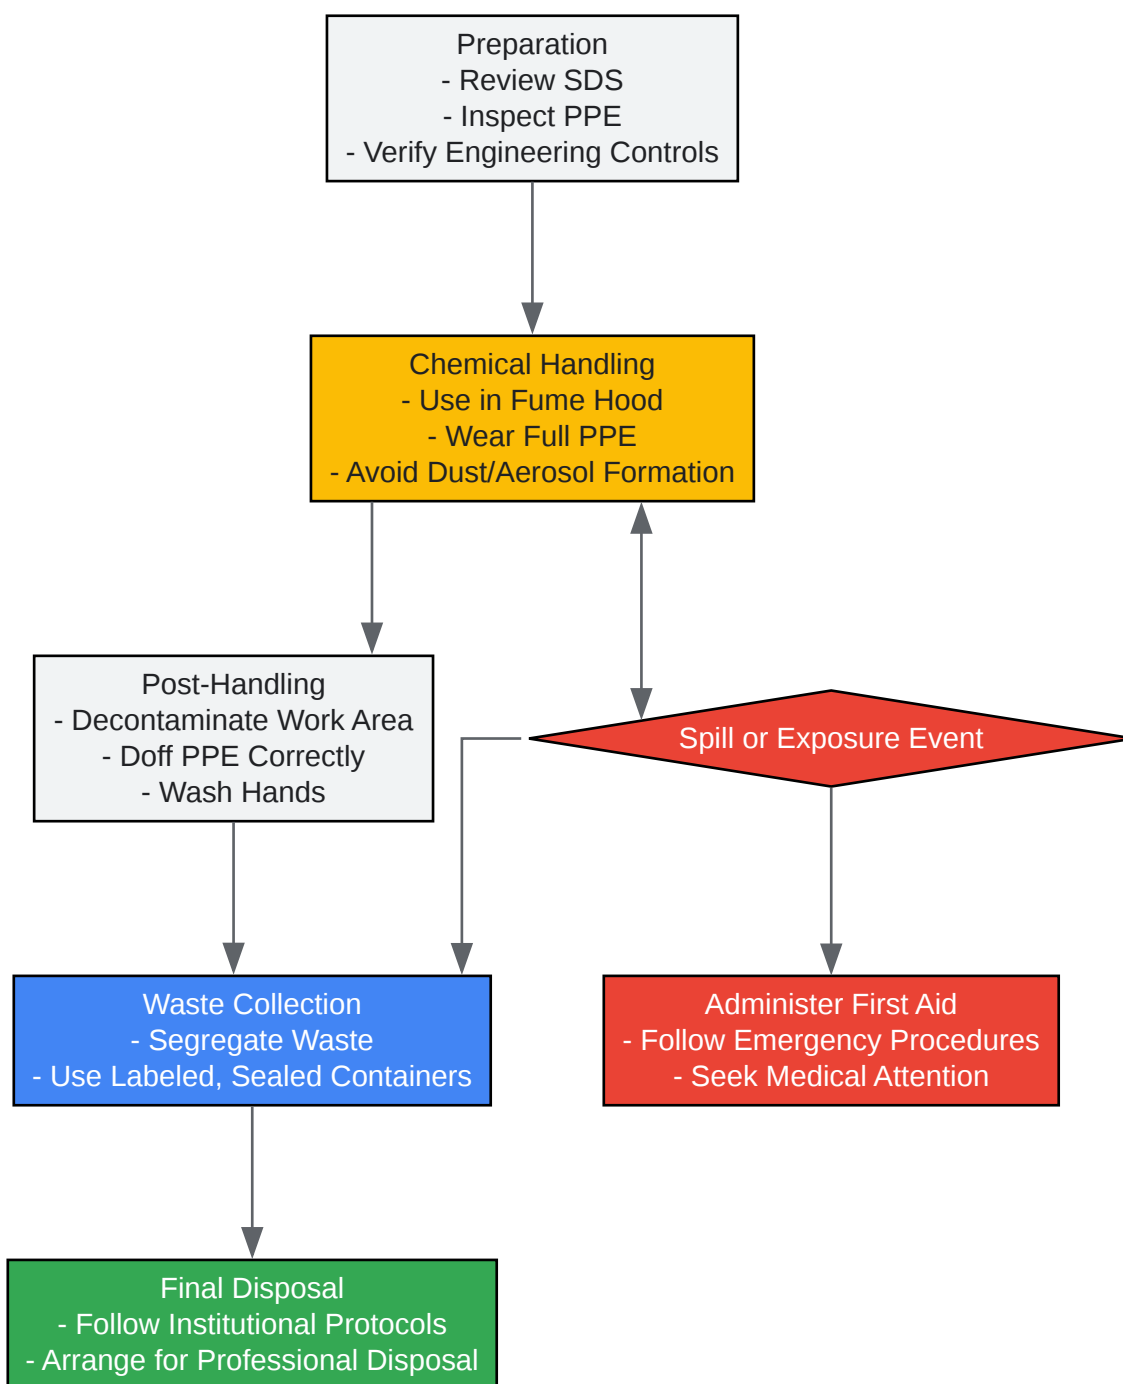 Preparation
- Review SDS
- Inspect PPE
- Verify Engineering Controls
Chemical Handling
- Use in Fume Hood
- Wear Full PPE
- Avoid Dust/Aerosol Formation
Post-Handling
- Decontaminate Work Area
- Doff PPE Correctly
- Wash Hands
Spill or Exposure Event
Waste Collection
- Segregate Waste
- Use Labeled, Sealed Containers
Administer First Aid
- Follow Emergency Procedures
- Seek Medical Attention
Final Disposal
- Follow Institutional Protocols
- Arrange for Professional Disposal